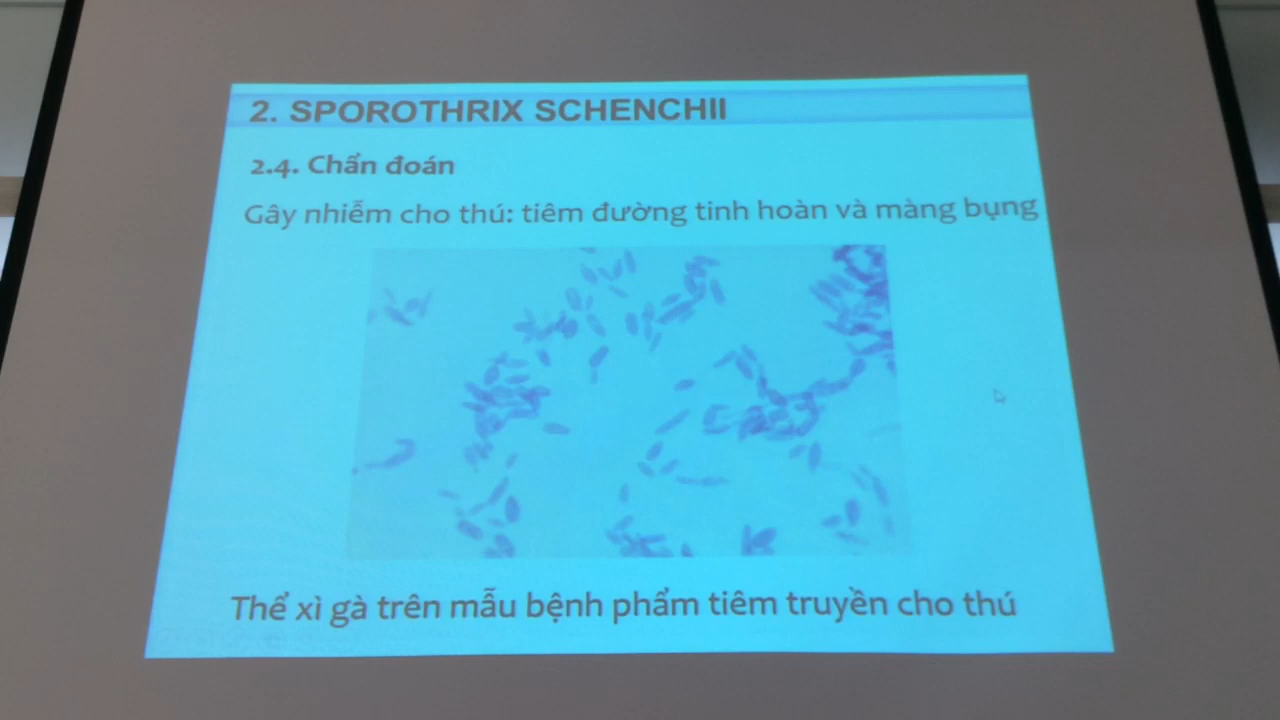 2. SPOROTHRIX SCHENCHII
2.4. Chẩn đoán
Gây nhiễm cho thú: tiêm đường tinh hoàn và màng bụng
Thể xì gà trên mẫu bệnh phẩm tiêm truyền cho thú